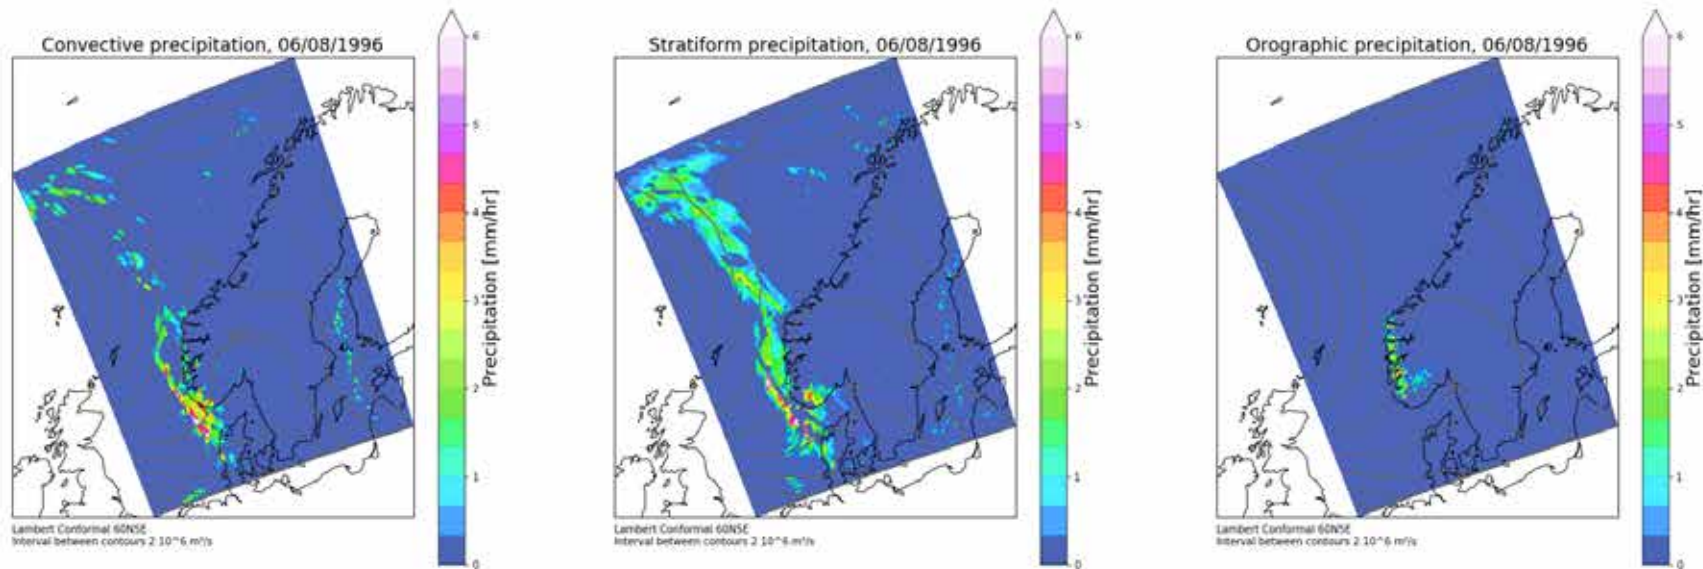 Convective precipitation, 06/08/1996
6
5
4
3
2
1
0
Precipitation [mm/hr]
Lambert Conformal 60N5E
Interval between contours 2 10^6 m²/s
Stratiform precipitation, 06/08/1996
6
5
4
3
2
1
0
Precipitation [mm/hr]
Lambert Conformal 60N5E
Interval between contours 2 10^6 m²/s
Orographic precipitation, 06/08/1996
6
5
4
3
2
1
0
Precipitation [mm/hr]
Lambert Conformal 60N5E
Interval between contours 2 10^6 m²/s